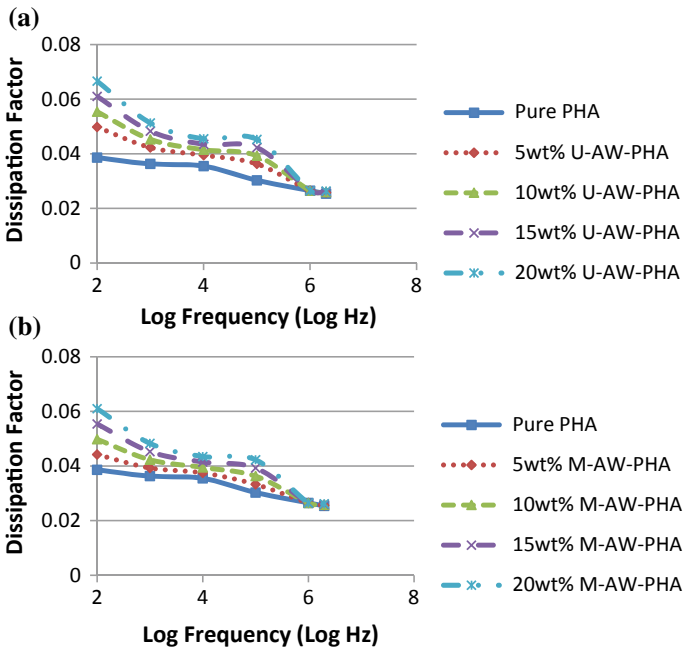 (a)
0.08
0.06
0.04
0.02
0
Dissipation Factor
2 4 6 8
Log Frequency (Log Hz)
Pure PHA
5wt% U-AW-PHA
10wt% U-AW-PHA
15wt% U-AW-PHA
20wt% U-AW-PHA
(b)
0.08
0.06
0.04
0.02
0
Dissipation Factor
2 4 6 8
Log Frequency (Log Hz)
Pure PHA
5wt% M-AW-PHA
10wt% M-AW-PHA
15wt% M-AW-PHA
20wt% M-AW-PHA